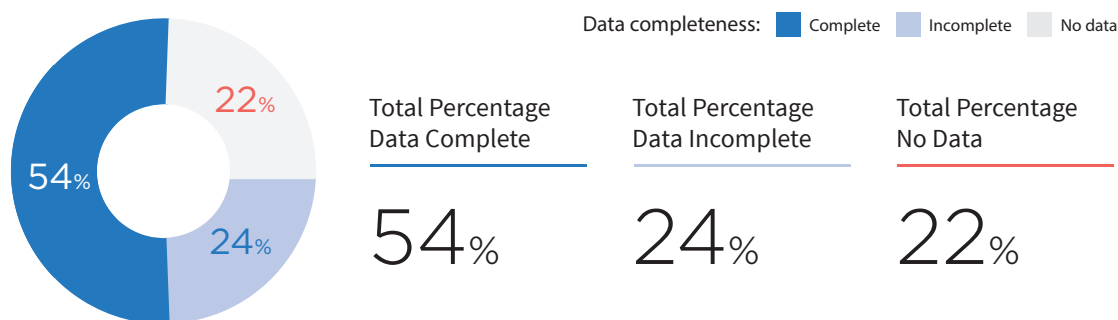 Data completeness: Complete Incomplete No data
22%
54%
24%
Total Percentage
Data Complete
54%
Total Percentage
Data Incomplete
24%
Total Percentage
No Data
22%